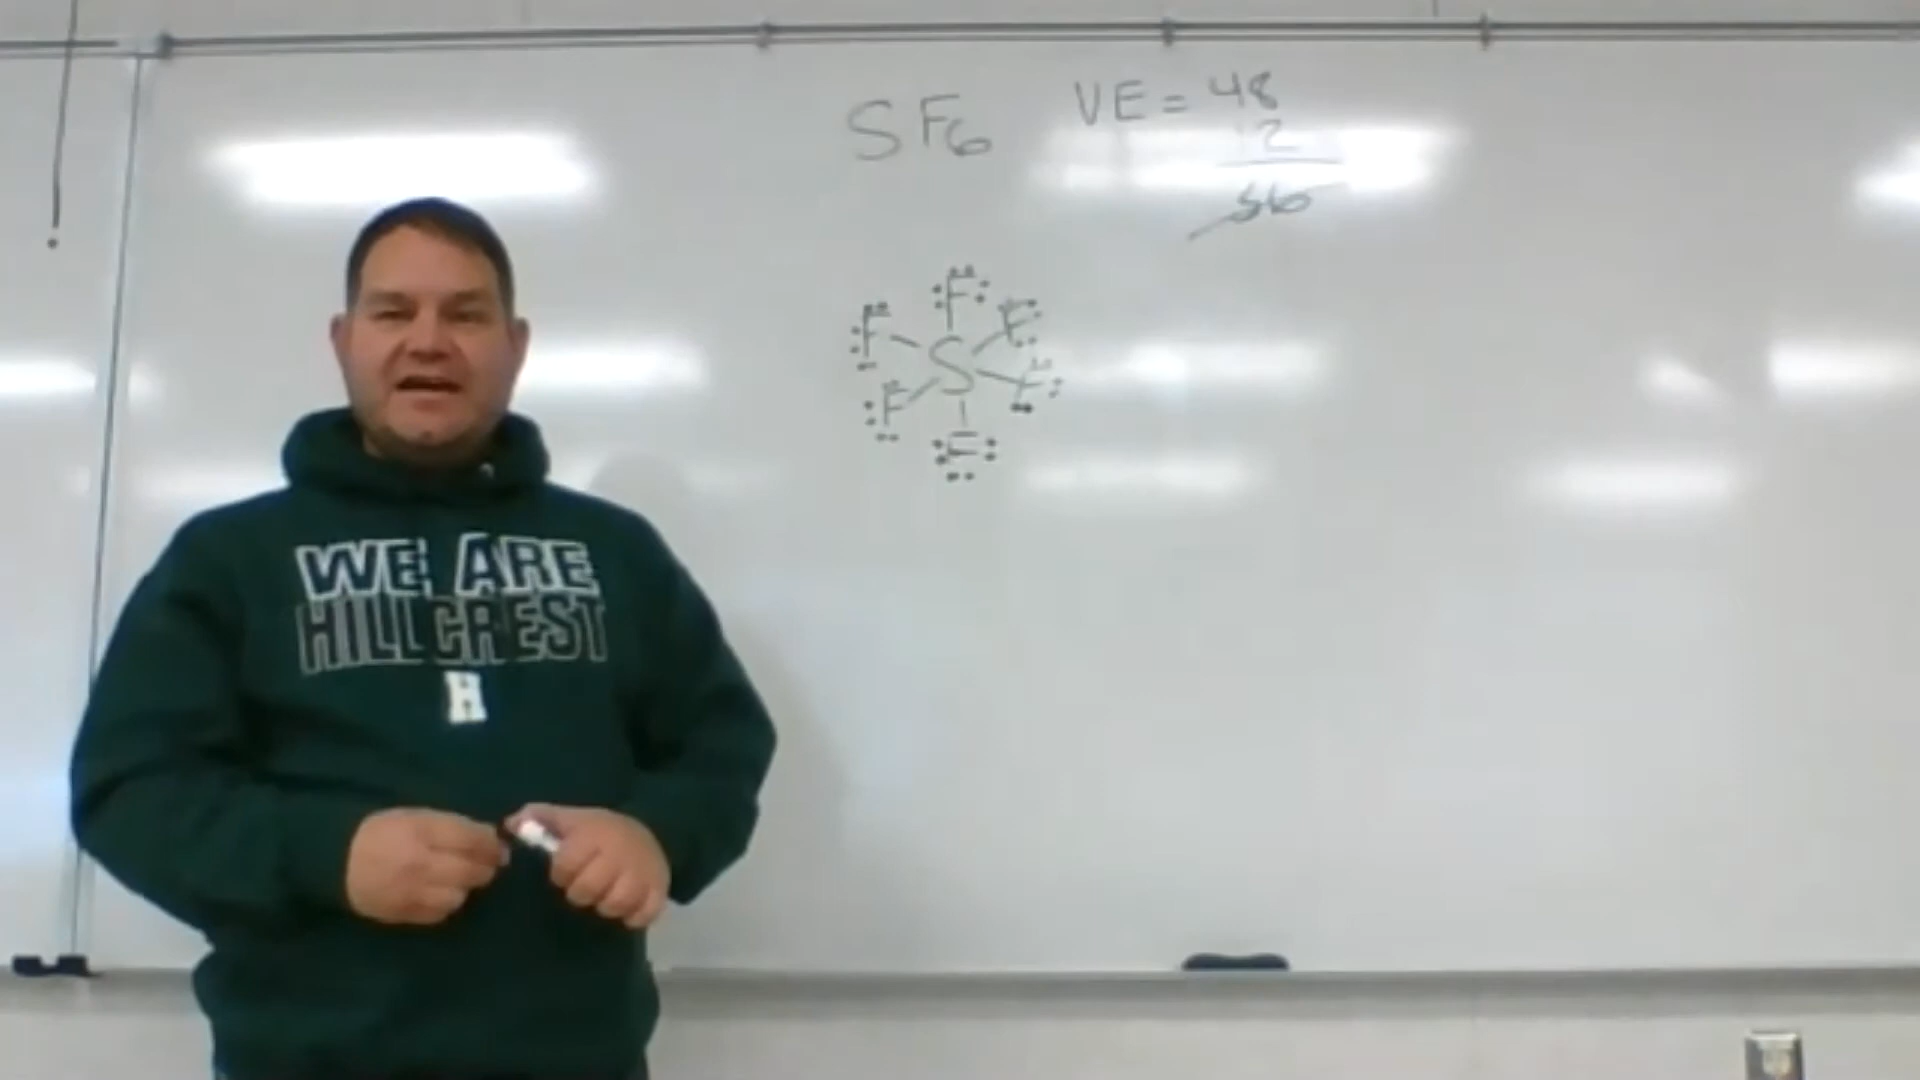 SF6 VE = 48
12
36
F F F
S
F F
F
WE ARE
HILLCREST
H